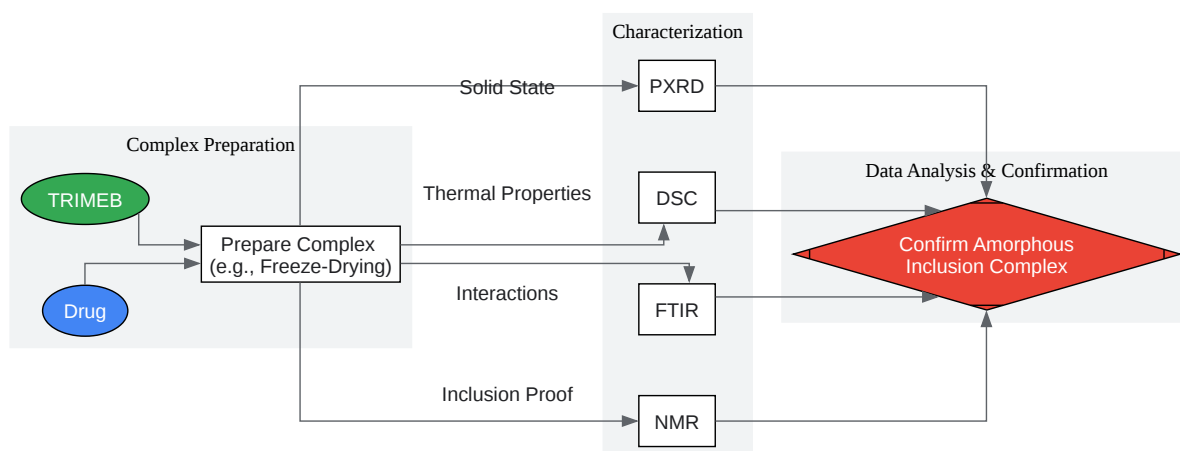 Characterization
Solid State
PXRD
Complex Preparation
TRIMEB
Thermal Properties
DSC
Data Analysis & Confirmation
Prepare Complex
(e.g., Freeze-Drying)
Confirm Amorphous
Inclusion Complex
Drug
Interactions
FTIR
Inclusion Proof
NMR